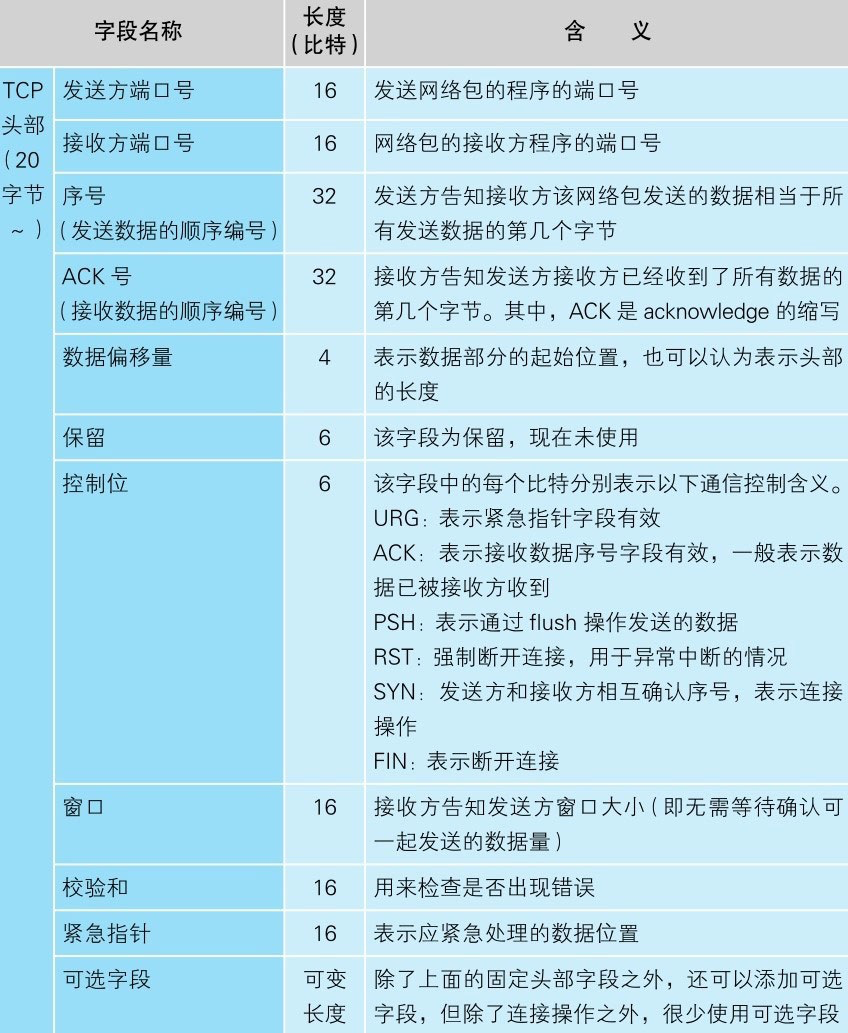 字段名称
长度
（比特）
含 义
TCP
头部
（20
字节
～）
发送方端口号
16
发送网络包的程序的端口号
接收方端口号
16
网络包的接收方程序的端口号
序号
（发送数据的顺序编号）
32
发送方告知接收方该网络包发送的数据相当于所
有发送数据的第几个字节
ACK 号
（接收数据的顺序编号）
32
接收方告知发送方接收方已经收到了所有数据的
第几个字节。其中，ACK 是 acknowledge 的缩写
数据偏移量
4
表示数据部分的起始位置，也可以认为表示头部
的长度
保留
6
该字段为保留，现在未使用
控制位
6
该字段中的每个比特分别表示以下通信控制含义。
URG：表示紧急指针字段有效
ACK：表示接收数据序号字段有效，一般表示数
据已被接收方收到
PSH：表示通过 flush 操作发送的数据
RST：强制断开连接，用于异常中断的情况
SYN：发送方和接收方相互确认序号，表示连接
操作
FIN：表示断开连接
窗口
16
接收方告知发送方窗口大小（即无需等待确认可
一起发送的数据量）
校验和
16
用来检查是否出现错误
紧急指针
16
表示应紧急处理的数据位置
可选字段
可变
长度
除了上面的固定头部字段之外，还可以添加可选
字段，但除了连接操作之外，很少使用可选字段